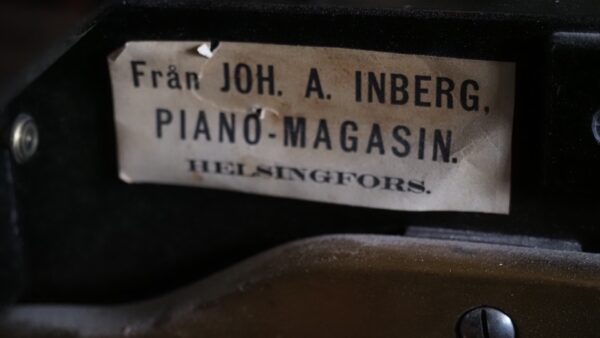 Från JOH. A. INBERG,
PIANO-MAGASIN.
HELSINGFORS.